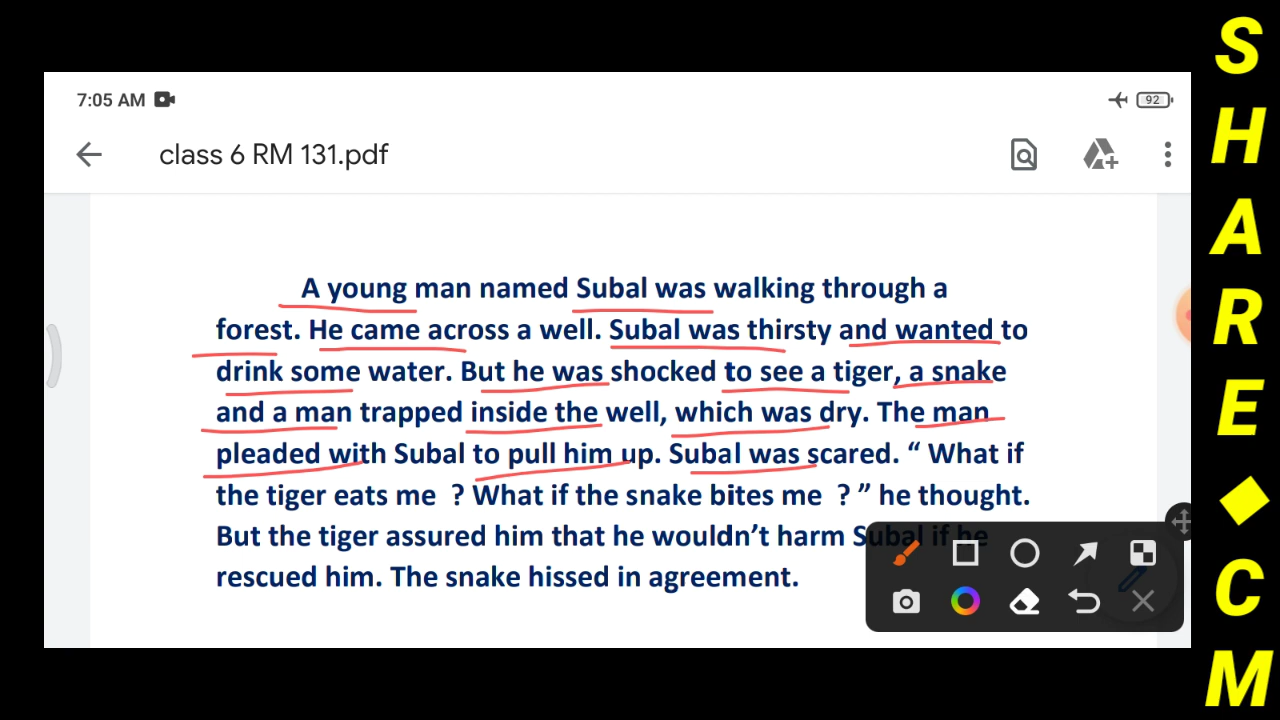 7:05 AM
92
class 6 RM 131.pdf
A young man named Subal was walking through a
forest. He came across a well. Subal was thirsty and wanted to
drink some water. But he was shocked to see a tiger, a snake
and a man trapped inside the well, which was dry. The man
pleaded with Subal to pull him up. Subal was scared. “ What if
the tiger eats me  ? What if the snake bites me  ? ” he thought.
But the tiger assured him that he wouldn’t harm Subal if he
rescued him. The snake hissed in agreement.
SHARE◆CM